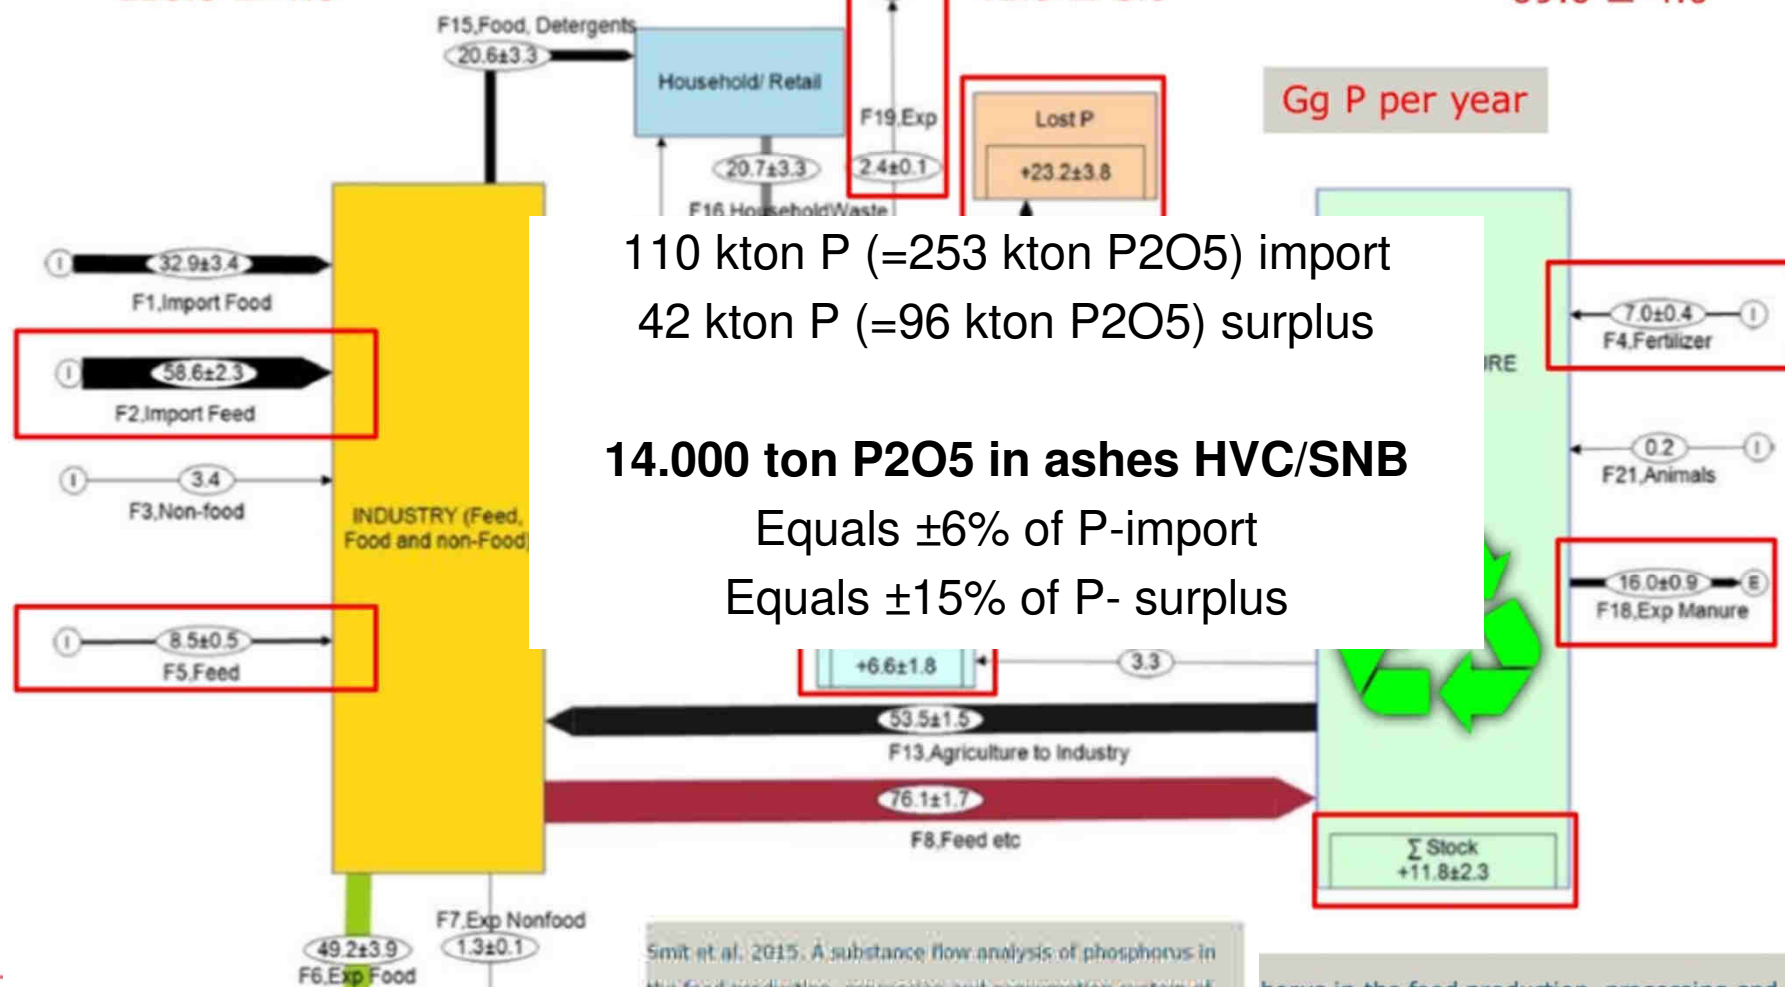 F15,Food, Detergents
20.6±3.3
Household/ Retail
F19,Exp
2.4±0.1
Lost P
+23.2±3.8
Gg P per year
20.7±3.3
F16,HouseholdWaste
32.9±3.4
F1,Import Food
58.6±2.3
F2,Import Feed
3.4
F3,Non-food
INDUSTRY (Feed,
Food and non-Food)
8.5±0.5
F5,Feed
110 kton P (=253 kton P2O5) import
42 kton P (=96 kton P2O5) surplus
14.000 ton P2O5 in ashes HVC/SNB
Equals ±6% of P-import
Equals ±15% of P- surplus
7.0±0.4
F4,Fertilizer
0.2
F21,Animals
16.0±0.9
E
F18,Exp Manure
+6.6±1.8
3.3
53.5±1.5
F13,Agriculture to Industry
76.1±1.7
F8,Feed etc
∑ Stock
+11.8±2.3
F7,Exp Nonfood
1.3±0.1
49.2±3.9
F6,Exp Food
Smit et al. 2015. A substance flow analysis of phosphorus in